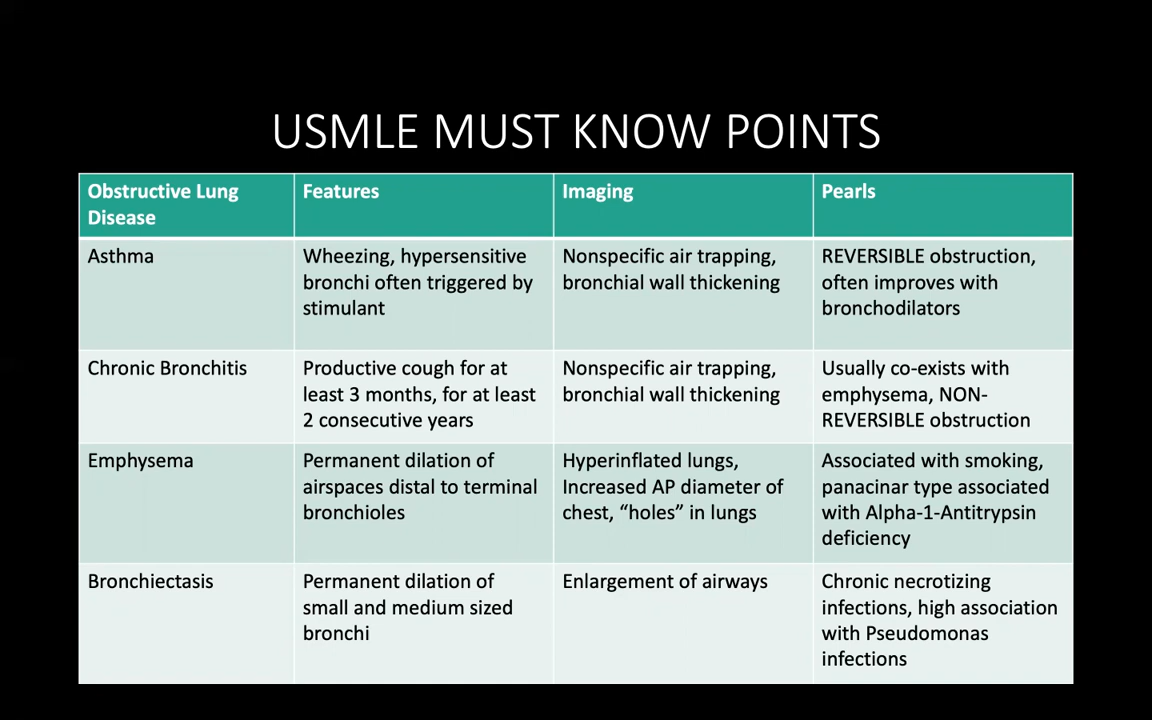 USMLE MUST KNOW POINTS
Obstructive Lung
Disease
Features
Imaging
Pearls
Asthma
Wheezing, hypersensitive
bronchi often triggered by
stimulant
Nonspecific air trapping,
bronchial wall thickening
REVERSIBLE obstruction,
often improves with
bronchodilators
Chronic Bronchitis
Productive cough for at
least 3 months, for at least
2 consecutive years
Nonspecific air trapping,
bronchial wall thickening
Usually co-exists with
emphysema, NON-
REVERSIBLE obstruction
Emphysema
Permanent dilation of
airspaces distal to terminal
bronchioles
Hyperinflated lungs,
Increased AP diameter of
chest, “holes” in lungs
Associated with smoking,
panacinar type associated
with Alpha-1-Antitrypsin
deficiency
Bronchiectasis
Permanent dilation of
small and medium sized
bronchi
Enlargement of airways
Chronic necrotizing
infections, high association
with Pseudomonas
infections